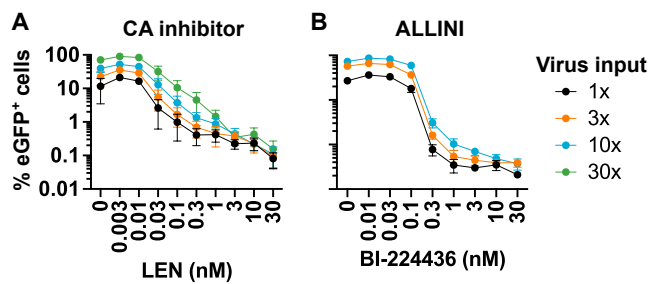 A
CA inhibitor
% eGFP⁺ cells
100
10
1
0.1
0.01
0
0.003
0.01
0.03
0.1
0.3
1
3
10
30
LEN (nM)
B
ALLINI
0
0.01
0.03
0.1
0.3
1
3
10
30
BI-224436 (nM)
Virus input
1x
3x
10x
30x